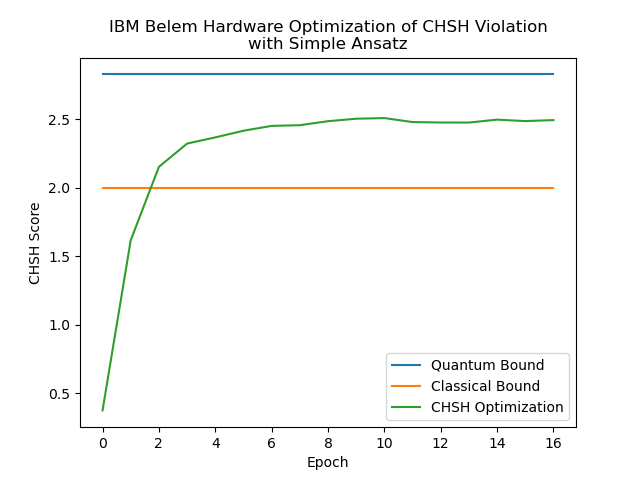 IBM Belem Hardware Optimization of CHSH Violation
with Simple Ansatz
CHSH Score
2.5
2.0
1.5
1.0
0.5
Quantum Bound
Classical Bound
CHSH Optimization
0 2 4 6 8 10 12 14 16
Epoch